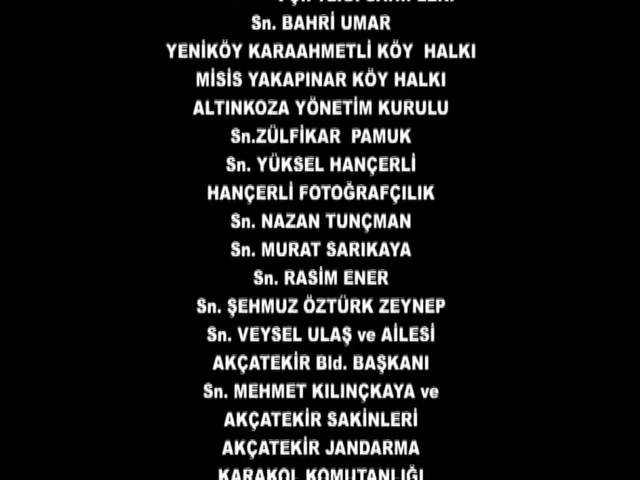 Sn. BAHRİ UMAR
YENİKÖY KARAAHMETLİ KÖY HALKI
MİSİS YAKAPINAR KÖY HALKI
ALTINKOZA YÖNETİM KURULU
Sn.ZÜLFİKAR PAMUK
Sn. YÜKSEL HANÇERLİ
HANÇERLİ FOTOĞRAFÇILIK
Sn. NAZAN TUNÇMAN
Sn. MURAT SARIKAYA
Sn. RASİM ENER
Sn. ŞEHMUZ ÖZTÜRK ZEYNEP
Sn. VEYSEL ULAŞ ve AİLESİ
AKÇATEKİR Bld. BAŞKANI
Sn. MEHMET KILINÇKAYA ve
AKÇATEKİR SAKİNLERİ
AKÇATEKİR JANDARMA
KARAKOL KOMUTANLIĞI